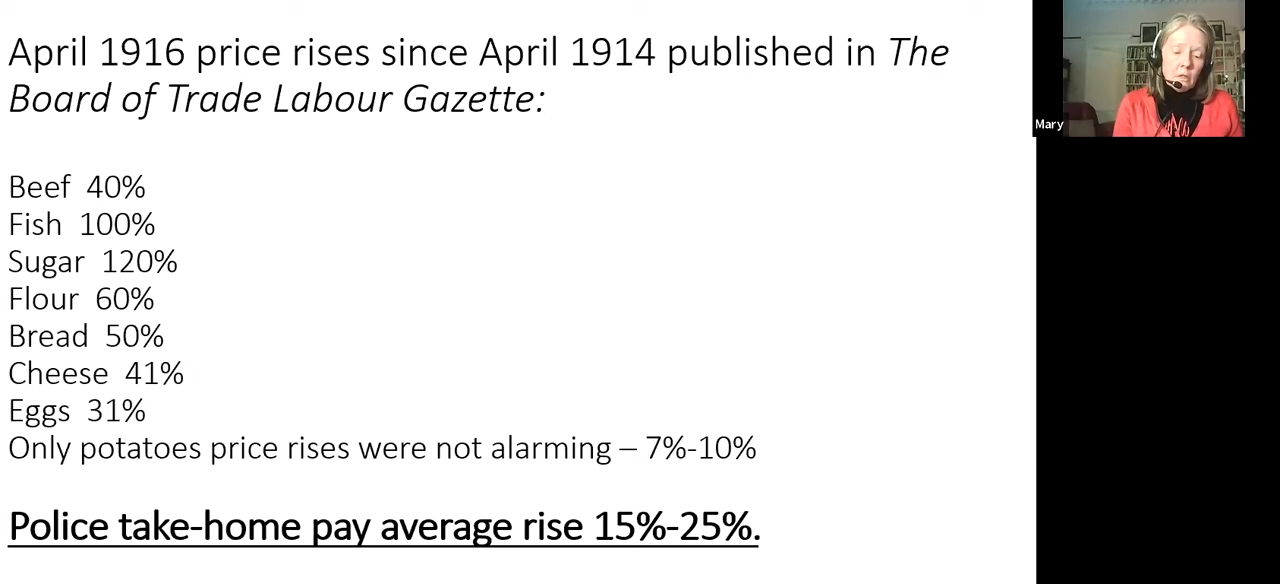 April 1916 price rises since April 1914 published in The
Board of Trade Labour Gazette:
Beef 40%
Fish 100%
Sugar 120%
Flour 60%
Bread 50%
Cheese 41%
Eggs 31%
Only potatoes price rises were not alarming – 7%-10%
Police take-home pay average rise 15%-25%.
Mary